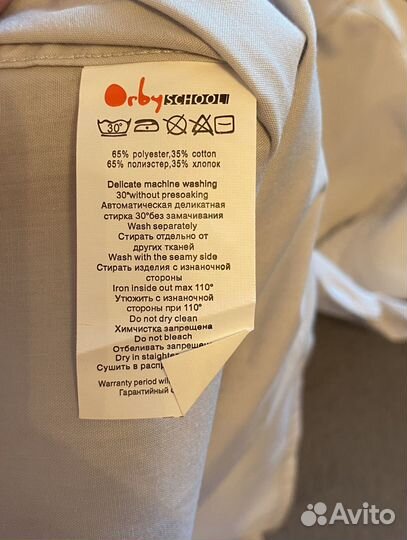 Orby SCHOOL
30°
65% polyester,35% cotton
65% полиэстер,35% хлопок
Delicate machine washing
30°without presoaking
Автоматическая деликатная
стирка 30°без замачивания
Wash separately
Стирать отдельно от
других тканей
Wash with the seamy side
Стирать изделия с изнаночной
стороны
Iron inside out max 110°
Утюжить с изнаночной
стороны при 110°
Do not dry clean
Химчистка запрещена
Do not bleach
Отбеливать запрещ
Dry in staighten
Сушить в распр
Warranty period will
Гарантийный
Avito